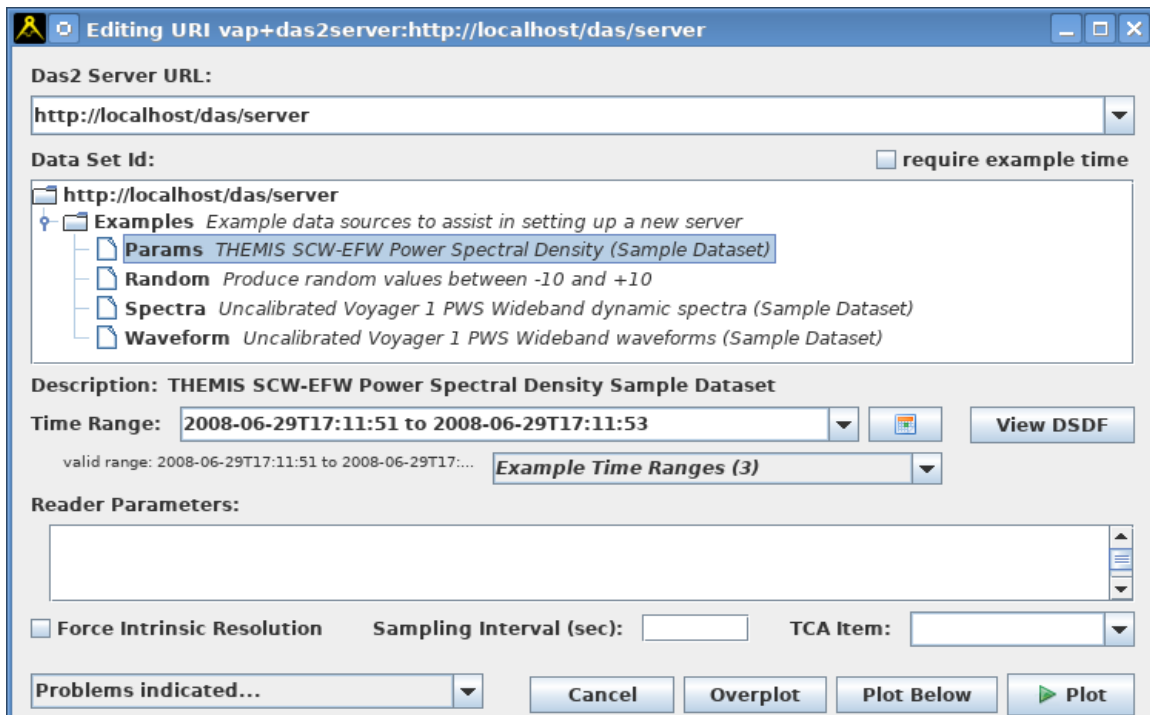 Editing URI vap+das2server:http://localhost/das/server
Das2 Server URL:
http://localhost/das/server
Data Set Id: require example time
http://localhost/das/server
Examples Example data sources to assist in setting up a new server
Params THEMIS SCW-EFW Power Spectral Density (Sample Dataset)
Random Produce random values between -10 and +10
Spectra Uncalibrated Voyager 1 PWS Wideband dynamic spectra (Sample Dataset)
Waveform Uncalibrated Voyager 1 PWS Wideband waveforms (Sample Dataset)
Description: THEMIS SCW-EFW Power Spectral Density Sample Dataset
Time Range: 2008-06-29T17:11:51 to 2008-06-29T17:11:53 View DSDF
valid range: 2008-06-29T17:11:51 to 2008-06-29T17:... Example Time Ranges (3)
Reader Parameters:
Force Intrinsic Resolution Sampling Interval (sec): TCA Item:
Problems indicated... Cancel Overplot Plot Below Plot